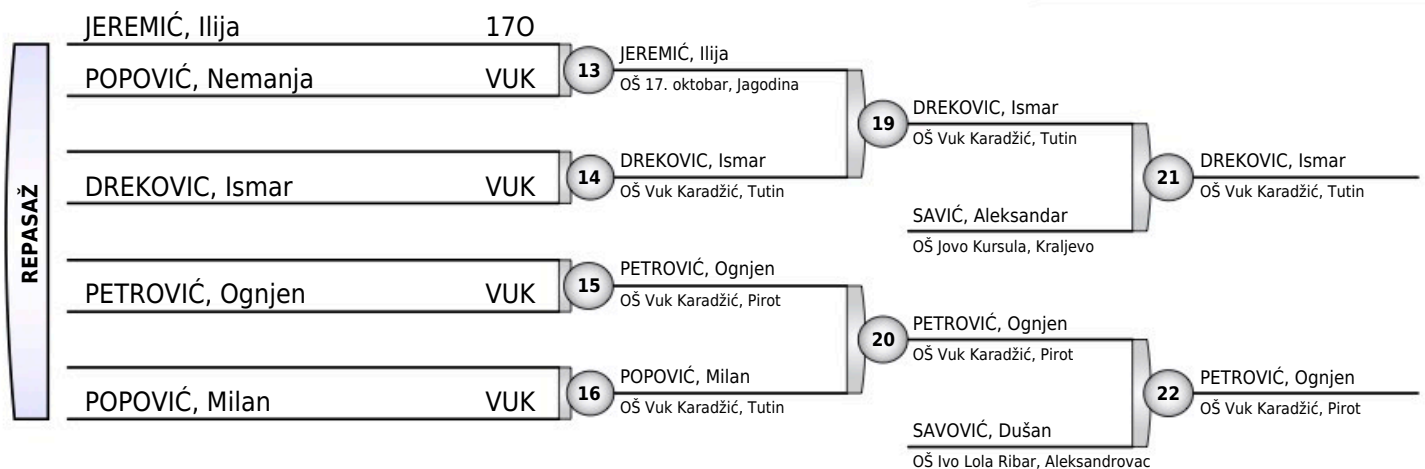 JEREMIĆ, Ilija 17O
POPOVIĆ, Nemanja VUK
DREKOVIC, Ismar VUK
PETROVIĆ, Ognjen VUK
POPOVIĆ, Milan VUK
REPASAŽ
13
JEREMIĆ, Ilija
OŠ 17. oktobar, Jagodina
14
DREKOVIC, Ismar
OŠ Vuk Karadžić, Tutin
15
PETROVIĆ, Ognjen
OŠ Vuk Karadžić, Pirot
16
POPOVIĆ, Milan
OŠ Vuk Karadžić, Tutin
19
DREKOVIC, Ismar
OŠ Vuk Karadžić, Tutin
SAVIĆ, Aleksandar
OŠ Jovo Kursula, Kraljevo
20
PETROVIĆ, Ognjen
OŠ Vuk Karadžić, Pirot
SAVOVIĆ, Dušan
OŠ Ivo Lola Ribar, Aleksandrovac
21
DREKOVIC, Ismar
OŠ Vuk Karadžić, Tutin
22
PETROVIĆ, Ognjen
OŠ Vuk Karadžić, Pirot